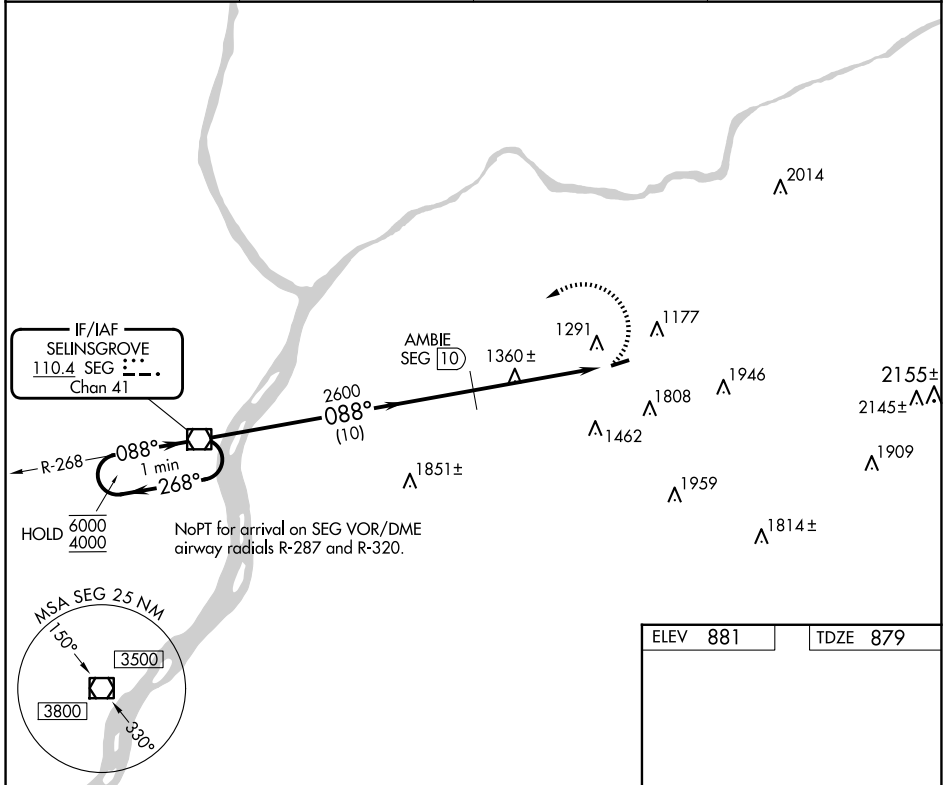 2014
IF/IAF
SELINSGROVE
110.4 SEG
Chan 41
AMBIE
SEG 10
1360±
1291
1177
2600
088°
(10)
1808
1946
2155±
2145±
1462
1909
R-268
088°
1 min
268°
1851±
1959
HOLD 6000
4000
NoPT for arrival on SEG VOR/DME
airway radials R-287 and R-320.
1814±
MSA SEG 25 NM
150°
3500
3800
330°
ELEV 881
TDZE 879